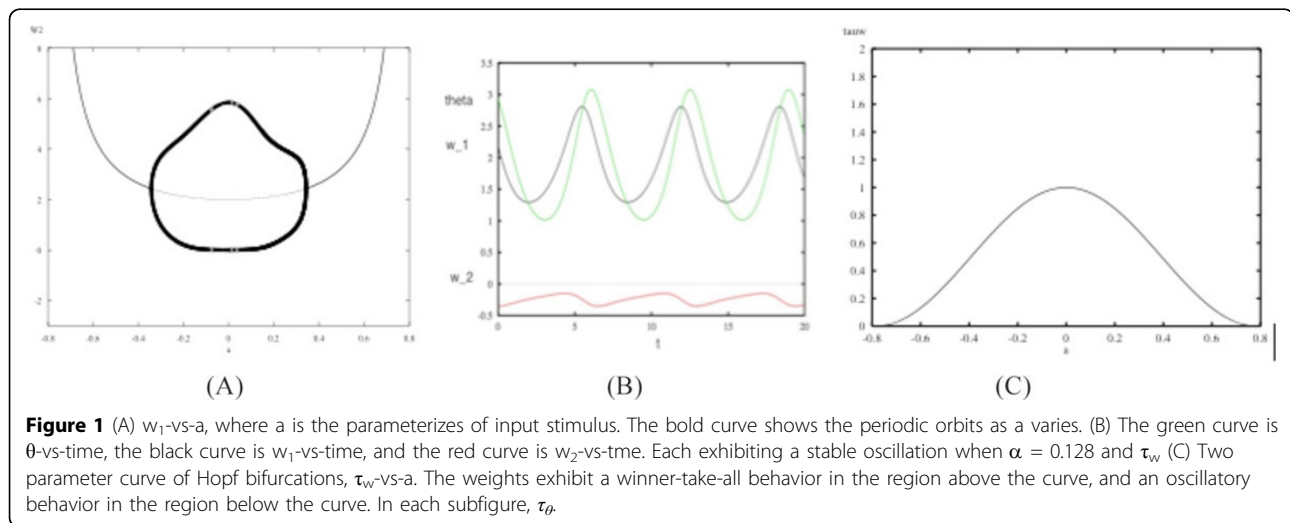 W2
8
6
4
2
0
-2
-0.8 -0.6 -0.4 -0.2 0 0.2 0.4 0.6 0.8
a
(A)
3.5
theta 3
2.5
w_1 2
1.5
1
0.5
w_2 0
-0.5
0 5 10 15 20
t
(B)
tauw
2
1.8
1.6
1.4
1.2
1
0.8
0.6
0.4
0.2
0
-0.8 -0.6 -0.4 -0.2 0 0.2 0.4 0.6 0.8
a
(C)
Figure 1 (A) w₁-vs-a, where a is the parameterizes of input stimulus. The bold curve shows the periodic orbits as a varies. (B) The green curve is
θ-vs-time, the black curve is w₁-vs-time, and the red curve is w₂-vs-tme. Each exhibiting a stable oscillation when α = 0.128 and τ_w (C) Two
parameter curve of Hopf bifurcations, τ_w-vs-a. The weights exhibit a winner-take-all behavior in the region above the curve, and an oscillatory
behavior in the region below the curve. In each subfigure, τ_θ.